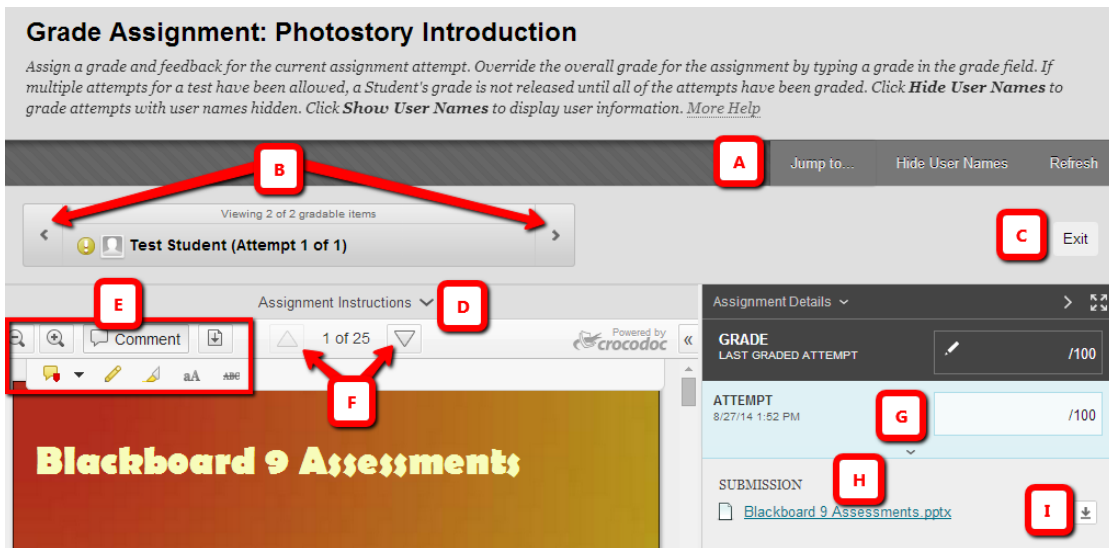 Grade Assignment: Photostory Introduction
Assign a grade and feedback for the current assignment attempt. Override the overall grade for the assignment by typing a grade in the grade field. If
multiple attempts for a test have been allowed, a Student's grade is not released until all of the attempts have been graded. Click Hide User Names to
grade attempts with user names hidden. Click Show User Names to display user information. More Help
A Jump to... Hide User Names Refresh
B
Viewing 2 of 2 gradable items
Test Student (Attempt 1 of 1)
C Exit
E
Assignment Instructions D
Comment 1 of 25 Powered by
crocodoc
aA ABC
F
Blackboard 9 Assessments
Assignment Details
GRADE
LAST GRADED ATTEMPT /100
ATTEMPT
8/27/14 1:52 PM G /100
H
SUBMISSION
Blackboard 9 Assessments.pptx I